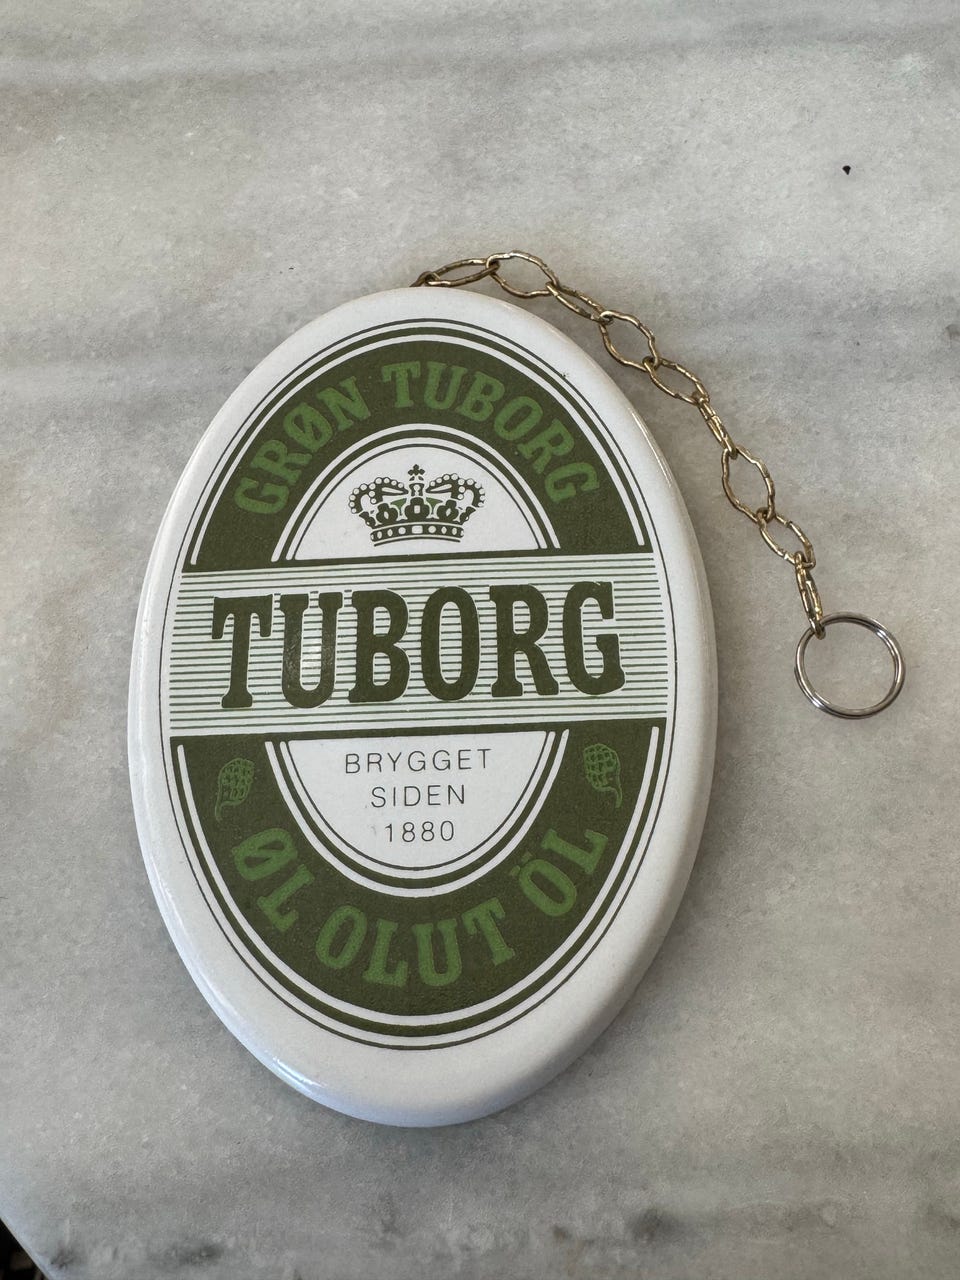 GRØN TUBORG
TUBORG
BRYGGET
SIDEN
1880
ØL OLUT ÖL